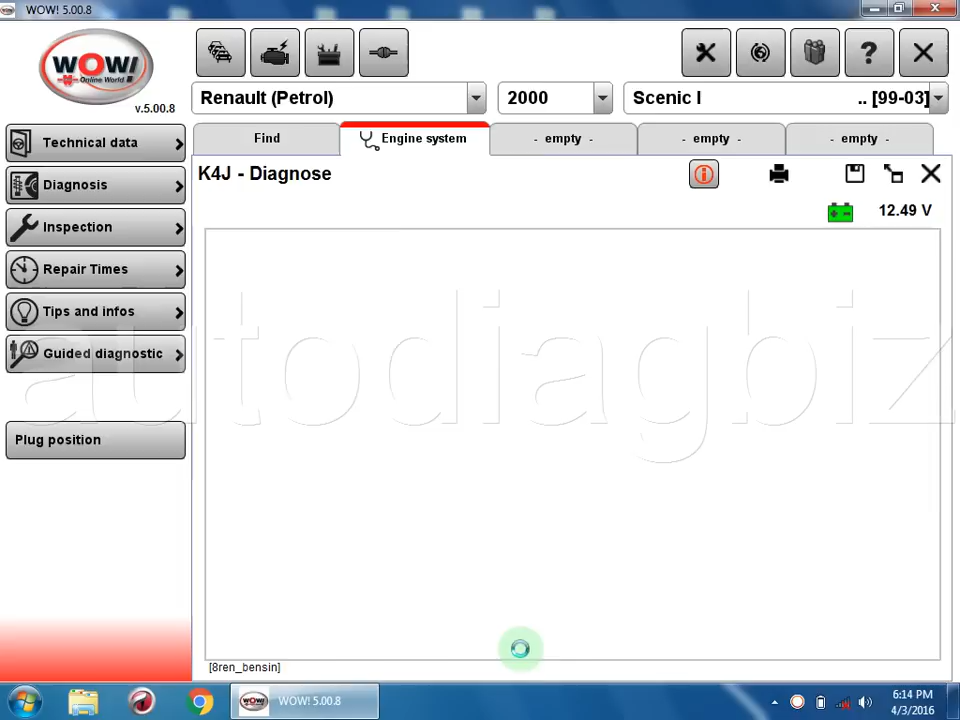 WOW! 5.00.8
WOW!
Würth Online World
v.5.00.8
Renault (Petrol)
2000
Scenic I .. [99-03]
Technical data
Diagnosis
Inspection
Repair Times
Tips and infos
Guided diagnostic
Plug position
Find
Engine system
- empty -
- empty -
- empty -
K4J - Diagnose
12.49 V
autodiagbiz
[8ren_bensin]
WOW! 5.00.8
6:14 PM
4/3/2016